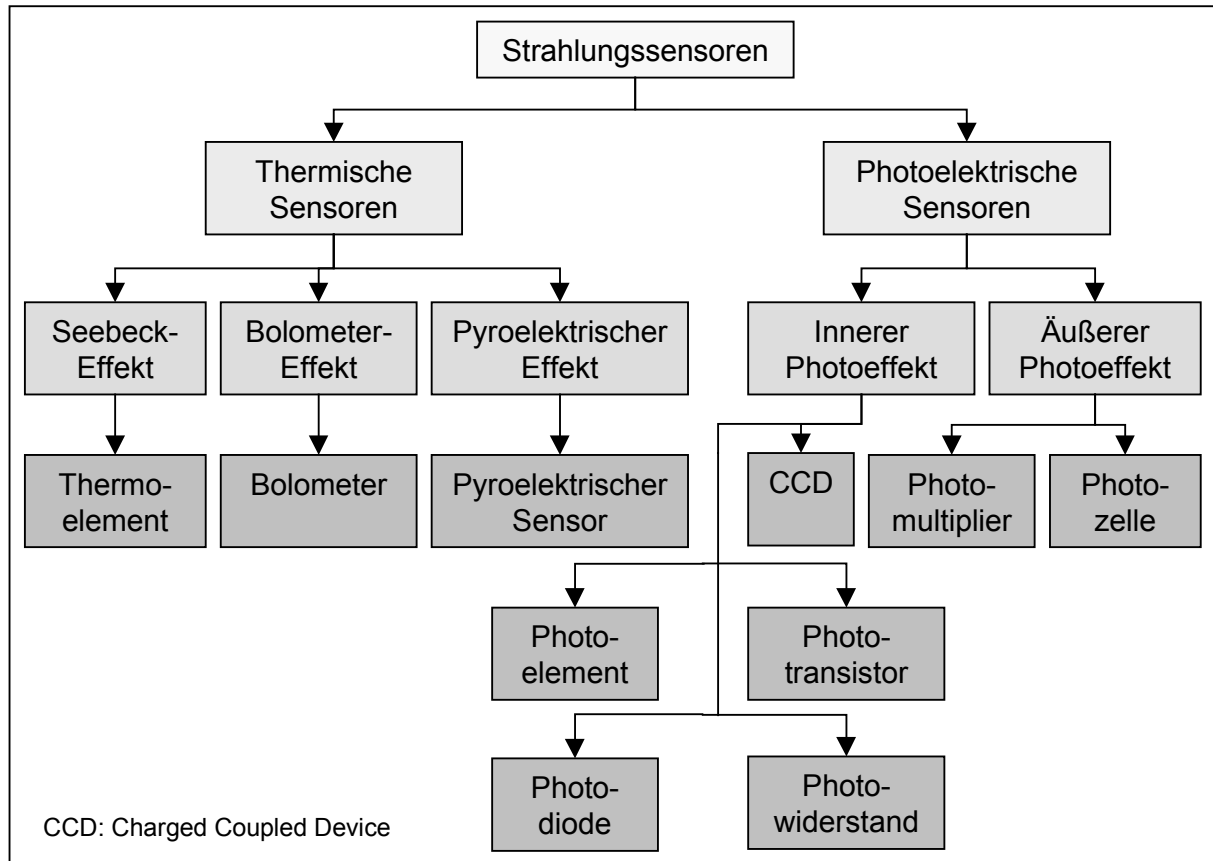 Strahlungssensoren
Thermische
Sensoren
Photoelektrische
Sensoren
Seebeck-
Effekt
Bolometer-
Effekt
Pyroelektrischer
Effekt
Innerer
Photoeffekt
Äußerer
Photoeffekt
Thermo-
element
Bolometer
Pyroelektrischer
Sensor
CCD
Photo-
multiplier
Photo-
zelle
Photo-
element
Photo-
transistor
Photo-
diode
Photo-
widerstand
CCD: Charged Coupled Device